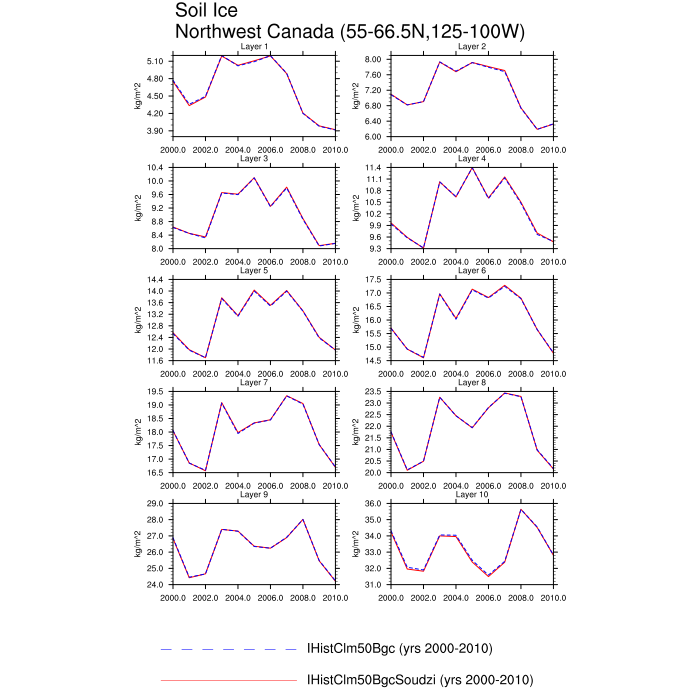 Soil Ice
Northwest Canada (55-66.5N,125-100W)
Layer 1
kg/m^2
5.10
4.80
4.50
4.20
3.90
2000.0 2002.0 2004.0 2006.0 2008.0 2010.0
Layer 2
kg/m^2
8.00
7.60
7.20
6.80
6.40
6.00
2000.0 2002.0 2004.0 2006.0 2008.0 2010.0
Layer 3
kg/m^2
10.4
10.0
9.6
9.2
8.8
8.4
8.0
2000.0 2002.0 2004.0 2006.0 2008.0 2010.0
Layer 4
kg/m^2
11.4
11.1
10.8
10.5
10.2
9.9
9.6
9.3
2000.0 2002.0 2004.0 2006.0 2008.0 2010.0
Layer 5
kg/m^2
14.4
14.0
13.6
13.2
12.8
12.4
12.0
11.6
2000.0 2002.0 2004.0 2006.0 2008.0 2010.0
Layer 6
kg/m^2
17.5
17.0
16.5
16.0
15.5
15.0
14.5
2000.0 2002.0 2004.0 2006.0 2008.0 2010.0
Layer 7
kg/m^2
19.5
19.0
18.5
18.0
17.5
17.0
16.5
2000.0 2002.0 2004.0 2006.0 2008.0 2010.0
Layer 8
kg/m^2
23.5
23.0
22.5
22.0
21.5
21.0
20.5
20.0
2000.0 2002.0 2004.0 2006.0 2008.0 2010.0
Layer 9
kg/m^2
29.0
28.0
27.0
26.0
25.0
24.0
2000.0 2002.0 2004.0 2006.0 2008.0 2010.0
Layer 10
kg/m^2
36.0
35.0
34.0
33.0
32.0
31.0
2000.0 2002.0 2004.0 2006.0 2008.0 2010.0
IHistClm50Bgc (yrs 2000-2010)
IHistClm50BgcSoudzi (yrs 2000-2010)